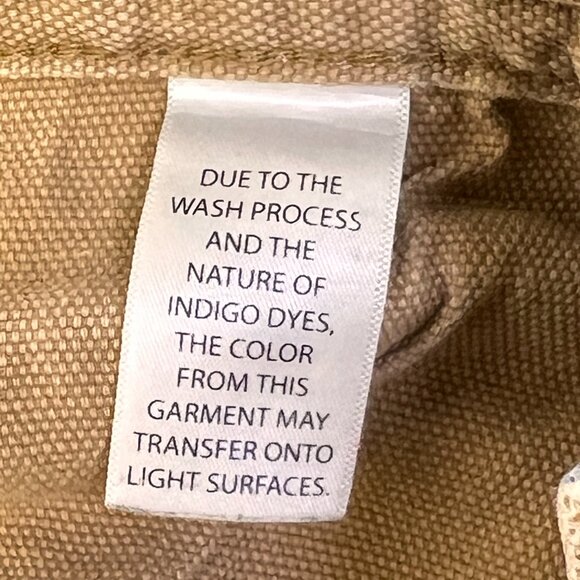 DUE TO THE
WASH PROCESS
AND THE
NATURE OF
INDIGO DYES,
THE COLOR
FROM THIS
GARMENT MAY
TRANSFER ONTO
LIGHT SURFACES.